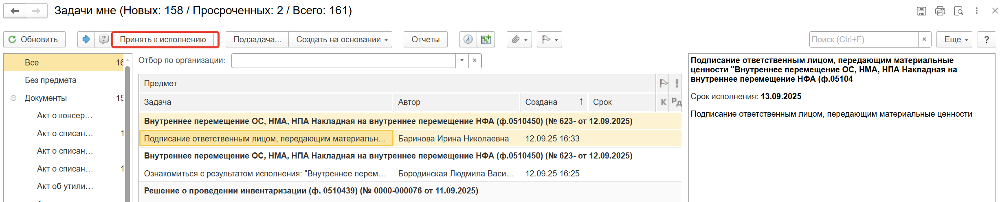 Задачи мне (Новых: 158 / Просроченных: 2 / Всего: 161)
Обновить
?
Принять к исполнению
Подзадача...
Создать на основании
Отчеты
Поиск (Ctrl+F)
×
Еще
?
Все 16
Без предмета
Документы 15
Акт о консер...
Акт о списан... 1
Акт о списан...
Акт о списан... 1
Акт об утили...
Отбор по организации:
×
Предмет
Задача Автор Создана ↑ Срок К Рд
Внутреннее перемещение ОС, НМА, НПА Накладная на внутреннее перемещение НФА (ф.0510450) (№ 623- от 12.09.2025)
Подписание ответственным лицом, передающим материальн... Баринова Ирина Николаевна 12.09.25 16:33
Внутреннее перемещение ОС, НМА, НПА Накладная на внутреннее перемещение НФА (ф.0510450) (№ 623- от 12.09.2025)
Ознакомиться с результатом исполнения: "Внутреннее перем... Бородинская Людмила Васи... 12.09.25 16:25
Решение о проведении инвентаризации (ф. 0510439) (№ 0000-000076 от 11.09.2025)
Подписание ответственным лицом, передающим материальные
ценности "Внутреннее перемещение ОС, НМА, НПА Накладная на
внутреннее перемещение НФА (ф.05104
Срок исполнения: 13.09.2025
Подписание ответственным лицом, передающим материальные ценности